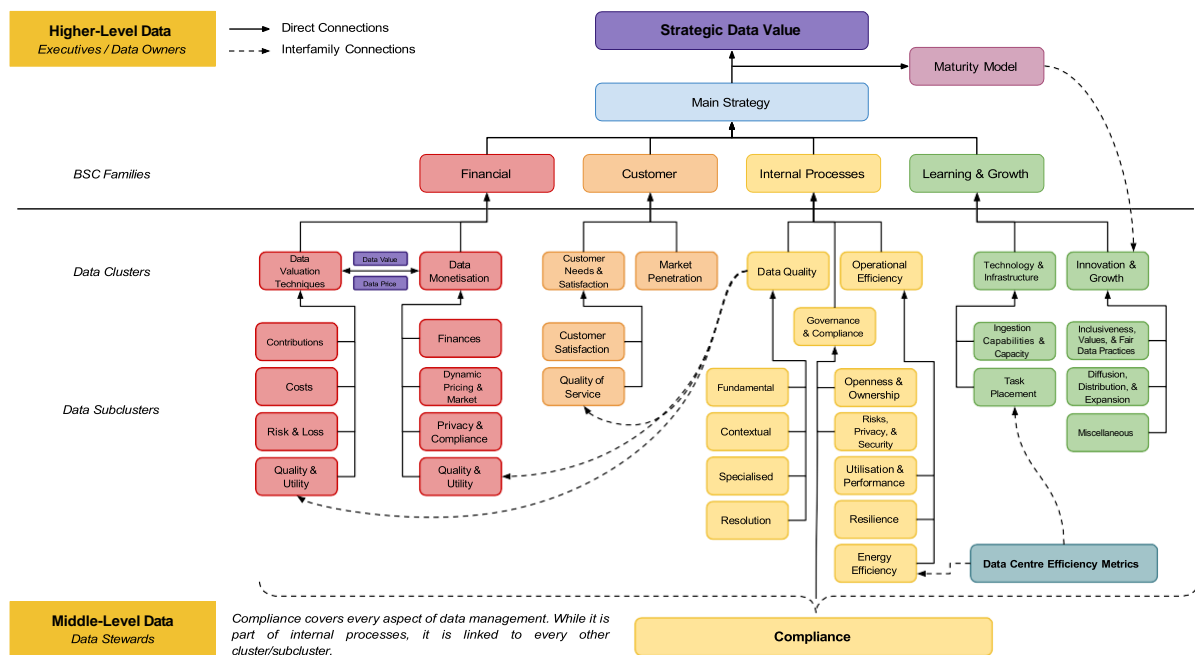 Higher-Level Data
Executives / Data Owners
Direct Connections
Interfamily Connections
Strategic Data Value
Maturity Model
Main Strategy
BSC Families
Financial
Customer
Internal Processes
Learning & Growth
Data Clusters
Data
Valuation
Techniques
Data Value
Data Price
Data
Monetisation
Customer
Needs &
Satisfaction
Market
Penetration
Data Quality
Operational
Efficiency
Technology &
Infrastructure
Innovation &
Growth
Governance
& Compliance
Data Subclusters
Contributions
Costs
Risk & Loss
Quality &
Utility
Finances
Dynamic
Pricing &
Market
Privacy &
Compliance
Quality &
Utility
Customer
Satisfaction
Quality of
Service
Fundamental
Contextual
Specialised
Resolution
Openness &
Ownership
Risks,
Privacy, &
Security
Utilisation &
Performance
Resilience
Energy
Efficiency
Ingestion
Capabilities &
Capacity
Task
Placement
Inclusiveness,
Values, & Fair
Data Practices
Diffusion,
Distribution, &
Expansion
Miscellaneous
Data Centre Efficiency Metrics
Middle-Level Data
Data Stewards
Compliance covers every aspect of data management. While it is
part of internal processes, it is linked to every other
cluster/subcluster.
Compliance